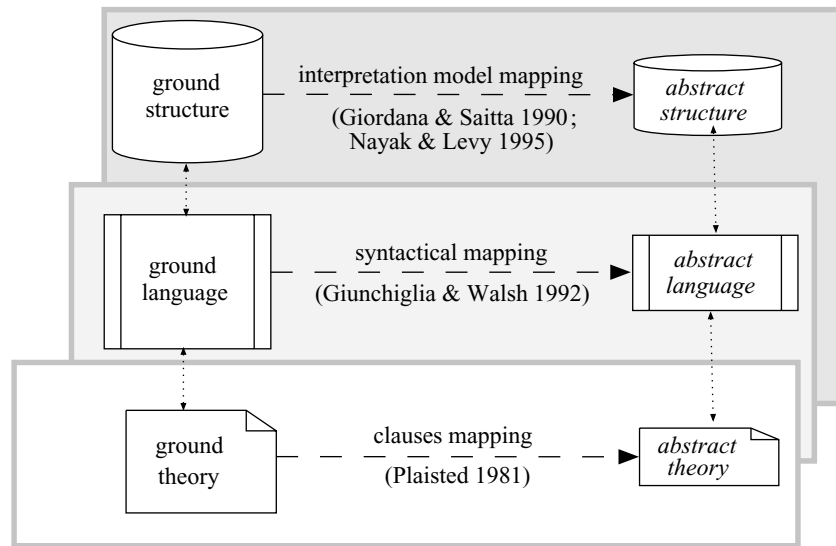 ground
structure
interpretation model mapping
(Giordana & Saitta 1990;
Nayak & Levy 1995)
abstract
structure
ground
language
syntactical mapping
(Giunchiglia & Walsh 1992)
abstract
language
ground
theory
clauses mapping
(Plaisted 1981)
abstract
theory